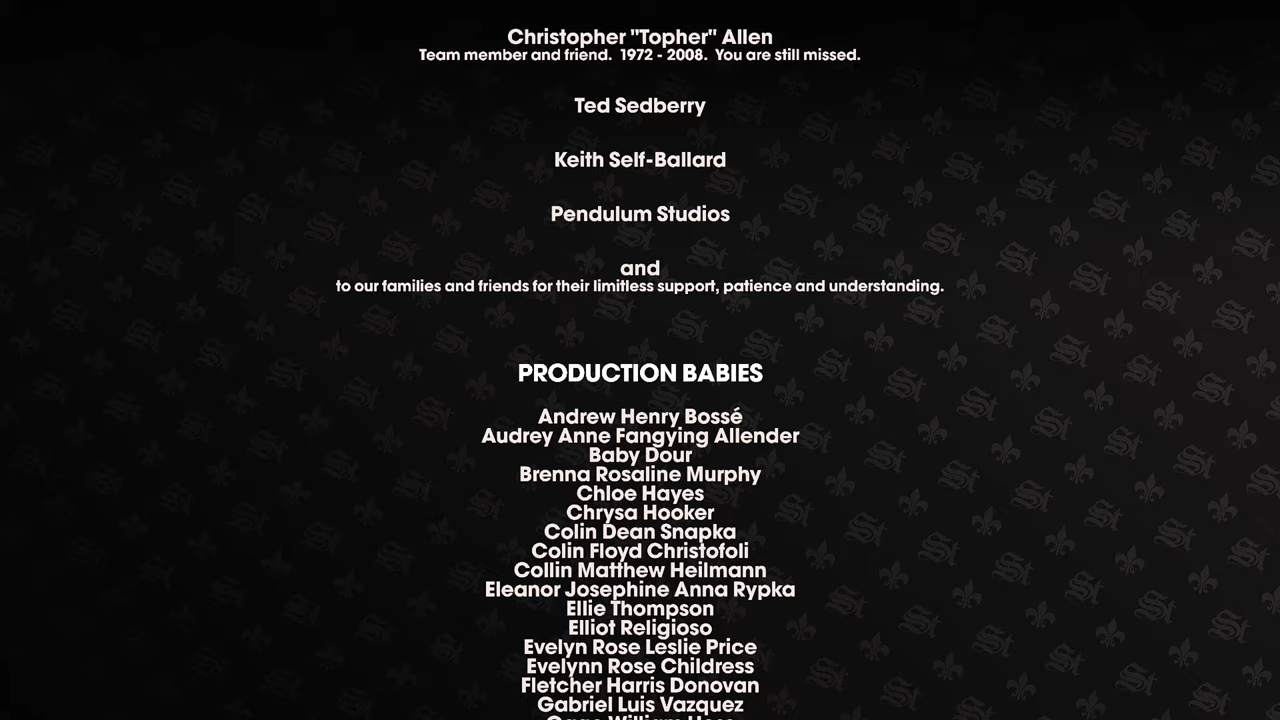 Christopher "Topher" Allen
Team member and friend. 1972 - 2008. You are still missed.
Ted Sedberry
Keith Self-Ballard
Pendulum Studios
and
to our families and friends for their limitless support, patience and understanding.
PRODUCTION BABIES
Andrew Henry Bossé
Audrey Anne Fangying Allender
Baby Dour
Brenna Rosaline Murphy
Chloe Hayes
Chrysa Hooker
Colin Dean Snapka
Colin Floyd Christofoli
Collin Matthew Heilmann
Eleanor Josephine Anna Rypka
Ellie Thompson
Elliot Religioso
Evelyn Rose Leslie Price
Evelynn Rose Childress
Fletcher Harris Donovan
Gabriel Luis Vazquez